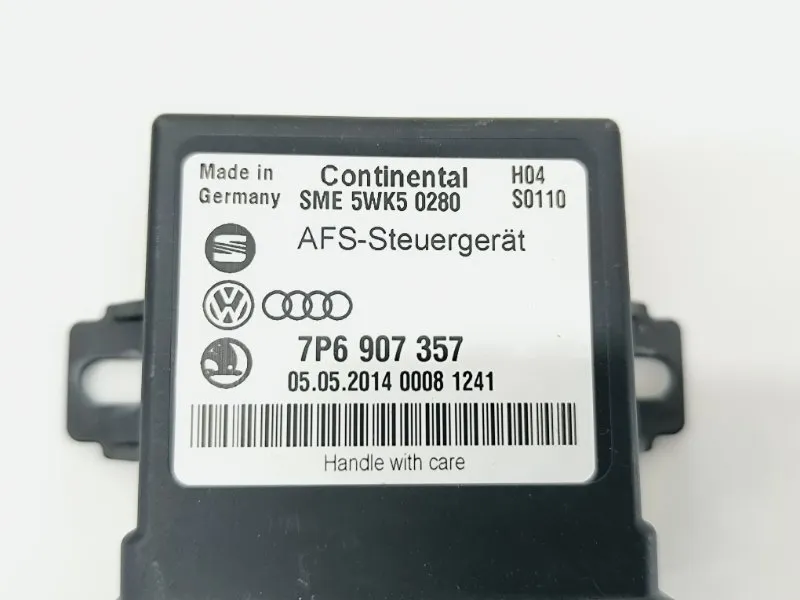 Made in
Germany
Continental
SME 5WK5 0280
H04
S0110
AFS-Steuergerät
7P6 907 357
05.05.2014 0008 1241
Handle with care